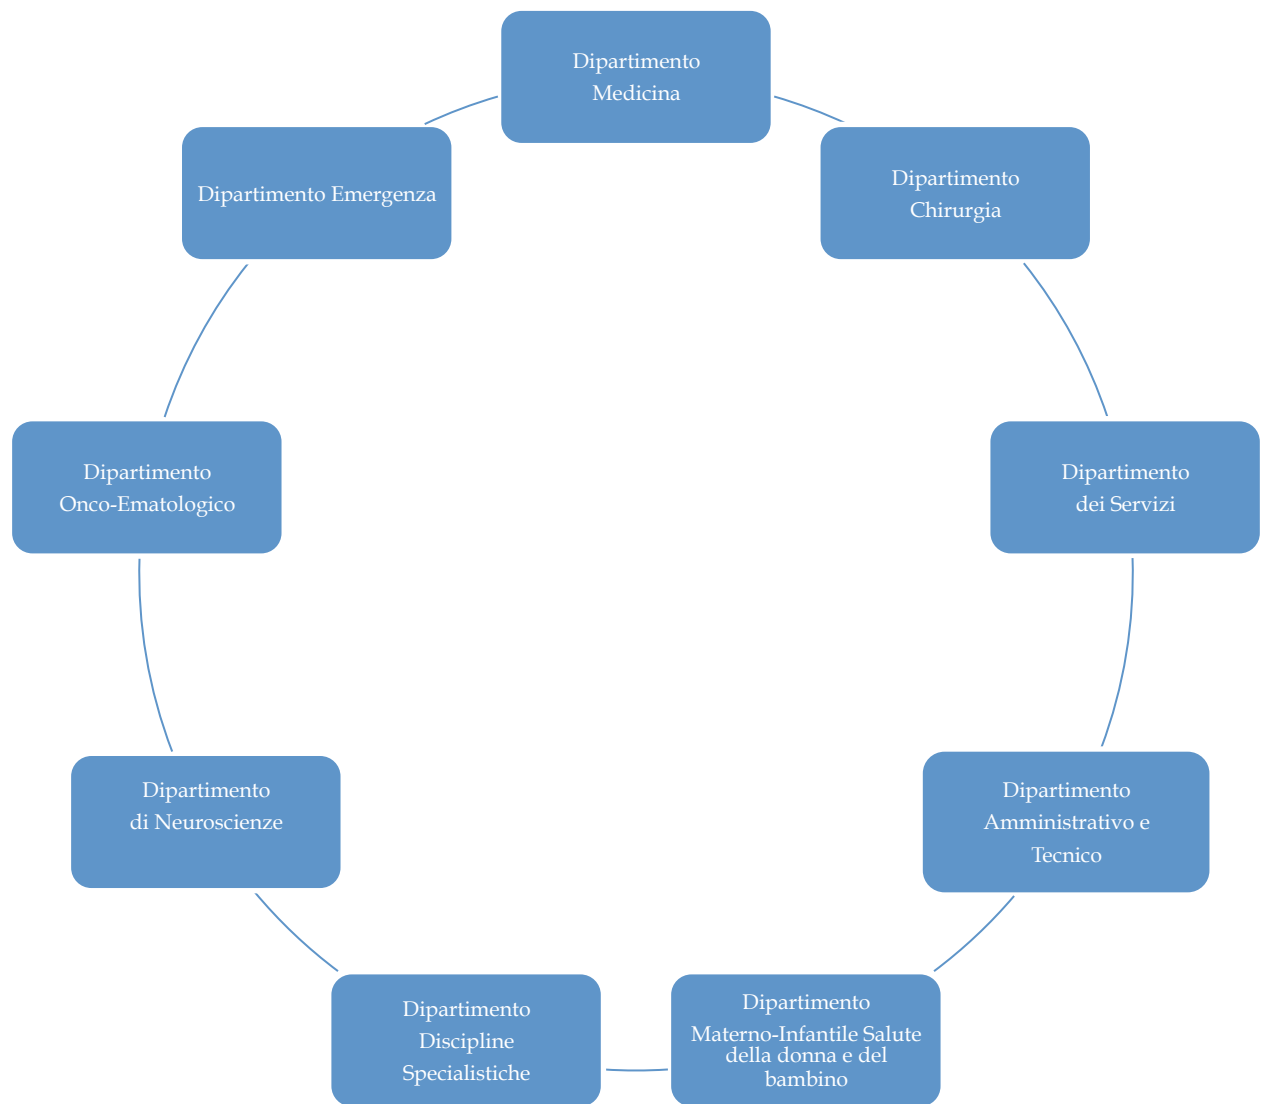 Dipartimento
Medicina
Dipartimento
Chirurgia
Dipartimento
dei Servizi
Dipartimento
Amministrativo e
Tecnico
Dipartimento
Materno-Infantile Salute
della donna e del
bambino
Dipartimento
Discipline
Specialistiche
Dipartimento
di Neuroscienze
Dipartimento
Onco-Ematologico
Dipartimento Emergenza